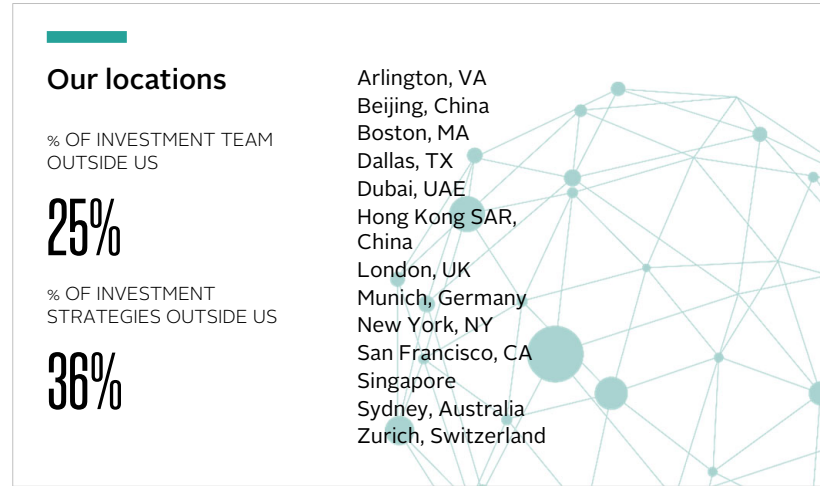 Our locations
% OF INVESTMENT TEAM
OUTSIDE US
25%
% OF INVESTMENT
STRATEGIES OUTSIDE US
36%
Arlington, VA
Beijing, China
Boston, MA
Dallas, TX
Dubai, UAE
Hong Kong SAR,
China
London, UK
Munich, Germany
New York, NY
San Francisco, CA
Singapore
Sydney, Australia
Zurich, Switzerland